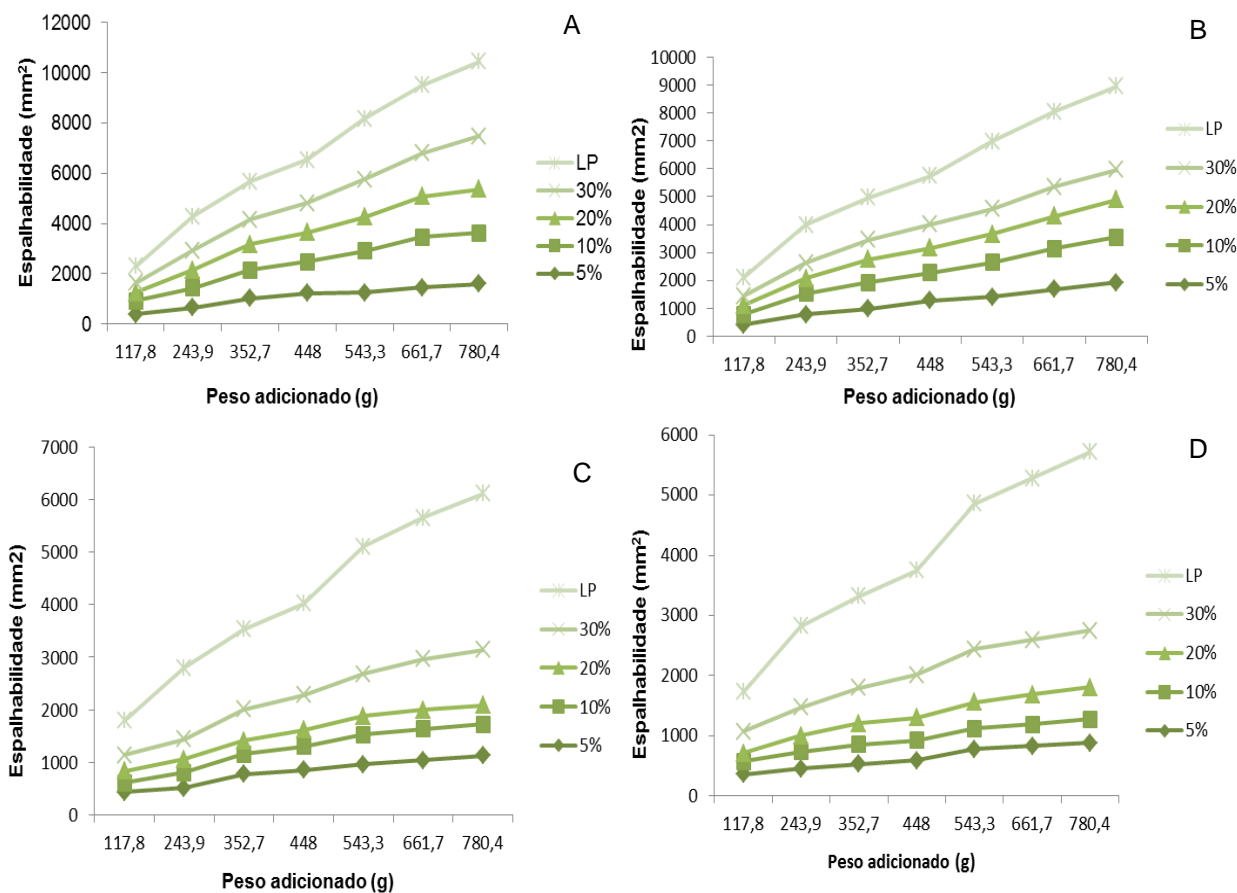 A
Espalhabilidade (mm²)
12000
10000
8000
6000
4000
2000
0
117,8 243,9 352,7 448 543,3 661,7 780,4
Peso adicionado (g)
LP
30%
20%
10%
5%
B
Espalhabilidade (mm2)
10000
9000
8000
7000
6000
5000
4000
3000
2000
1000
0
117,8 243,9 352,7 448 543,3 661,7 780,4
Peso adicionado (g)
LP
30%
20%
10%
5%
C
Espalhabilidade (mm2)
7000
6000
5000
4000
3000
2000
1000
0
117,8 243,9 352,7 448 543,3 661,7 780,4
Peso adicionado (g)
LP
30%
20%
10%
5%
D
Espalhabilidade (mm²)
6000
5000
4000
3000
2000
1000
0
117,8 243,9 352,7 448 543,3 661,7 780,4
Peso adicionado (g)
LP
30%
20%
10%
5%